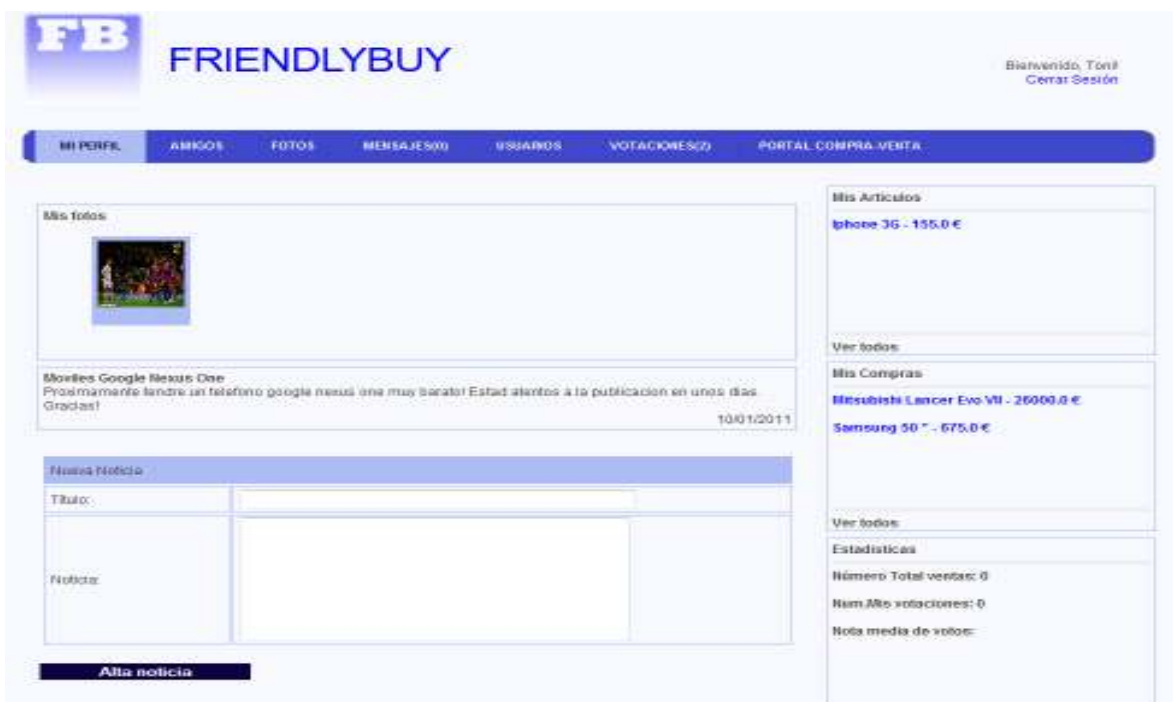 FB
FRIENDLYBUY
Bienvenido, Toni!
Cerrar Sesión
MI PERFIL AMIGOS FOTOS MENSAJES(0) USUARIOS VOTACIONES(2) PORTAL COMPRA-VENTA
Mis fotos
Moviles Google Nexus One
Proximamente tendre un telefono google nexus one muy barato! Estad atentos a la publicacion en unos dias.
Gracias!
10/01/2011
Nueva Noticia
Título:
Noticia:
Alta noticia
Mis Articulos
Iphone 3G - 155.0 €
Ver todos
Mis Compras
Mitsubishi Lancer Evo VII - 26000.0 €
Samsung 50 " - 675.0 €
Ver todos
Estadisticas
Número Total ventas: 0
Num.Mis votaciones: 0
Nota media de votos: